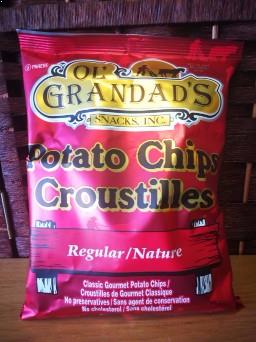 OL'
GRANDAD'S
SNACKS, INC.
Potato Chips
Croustilles
Regular/Nature
Classic Gourmet Potato Chips /
Croustilles de Gourmet Classique
No preservatives / Sans agent de conservation
No cholesterol / Sans cholestérol